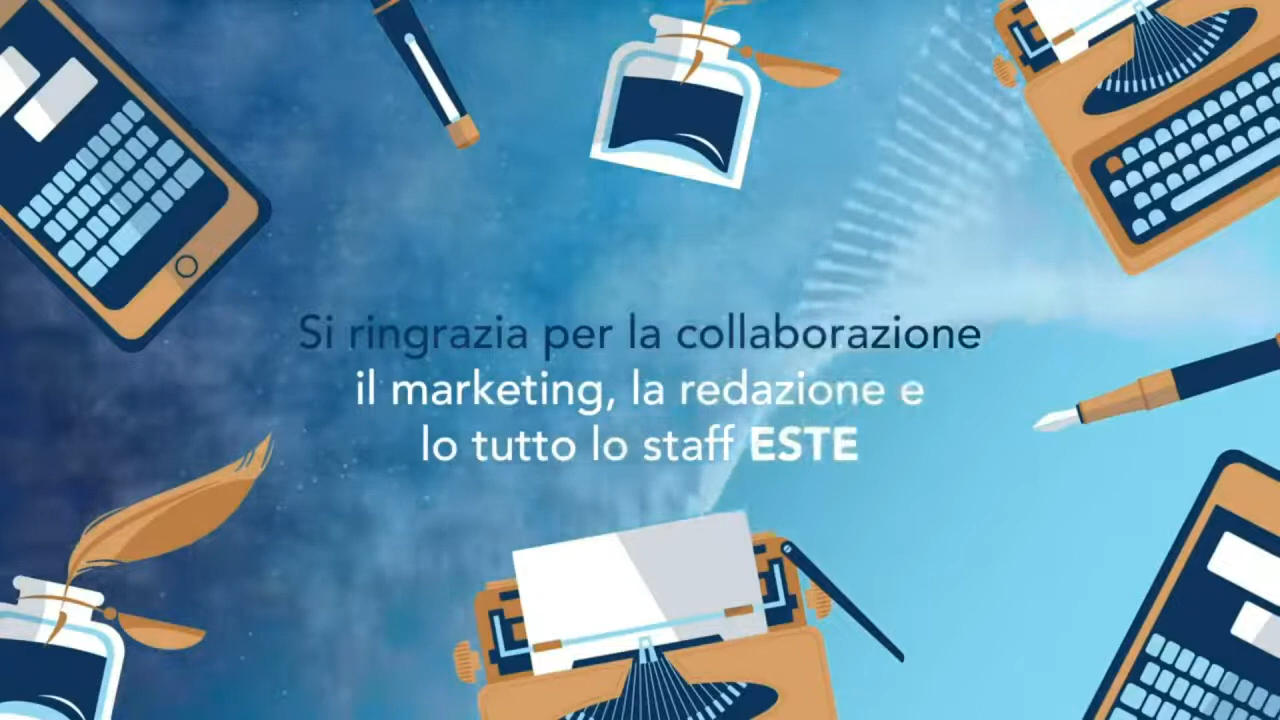 Si ringrazia per la collaborazione
il marketing, la redazione e
lo tutto lo staff ESTE